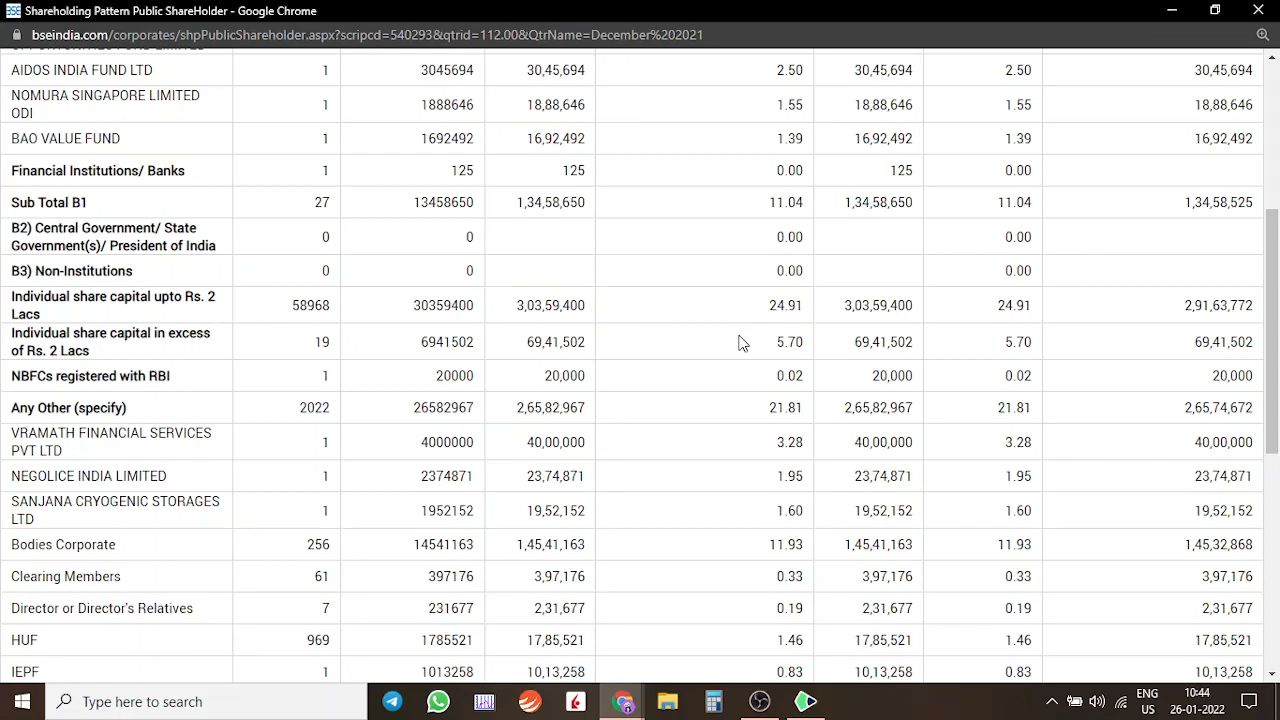 Shareholding Pattern Public ShareHolder - Google Chrome
bseindia.com/corporates/shpPublicShareholder.aspx?scripcd=540293&qtrid=112.00&QtrName=December%202021
AIDOS INDIA FUND LTD 1 3045694 30,45,694 2.50 30,45,694 2.50 30,45,694
NOMURA SINGAPORE LIMITED
ODI 1 1888646 18,88,646 1.55 18,88,646 1.55 18,88,646
BAO VALUE FUND 1 1692492 16,92,492 1.39 16,92,492 1.39 16,92,492
Financial Institutions/ Banks 1 125 125 0.00 125 0.00
Sub Total B1 27 13458650 1,34,58,650 11.04 1,34,58,650 11.04 1,34,58,525
B2) Central Government/ State
Government(s)/ President of India 0 0 0.00 0.00
B3) Non-Institutions 0 0 0.00 0.00
Individual share capital upto Rs. 2
Lacs 58968 30359400 3,03,59,400 24.91 3,03,59,400 24.91 2,91,63,772
Individual share capital in excess
of Rs. 2 Lacs 19 6941502 69,41,502 5.70 69,41,502 5.70 69,41,502
NBFCs registered with RBI 1 20000 20,000 0.02 20,000 0.02 20,000
Any Other (specify) 2022 26582967 2,65,82,967 21.81 2,65,82,967 21.81 2,65,74,672
VRAMATH FINANCIAL SERVICES
PVT LTD 1 4000000 40,00,000 3.28 40,00,000 3.28 40,00,000
NEGOLICE INDIA LIMITED 1 2374871 23,74,871 1.95 23,74,871 1.95 23,74,871
SANJANA CRYOGENIC STORAGES
LTD 1 1952152 19,52,152 1.60 19,52,152 1.60 19,52,152
Bodies Corporate 256 14541163 1,45,41,163 11.93 1,45,41,163 11.93 1,45,32,868
Clearing Members 61 397176 3,97,176 0.33 3,97,176 0.33 3,97,176
Director or Director's Relatives 7 231677 2,31,677 0.19 2,31,677 0.19 2,31,677
HUF 969 1785521 17,85,521 1.46 17,85,521 1.46 17,85,521
IEPF 1 1013258 10,13,258 0.83 10,13,258 0.83 10,13,258
Type here to search
ENG 10:44
US 26-01-2022